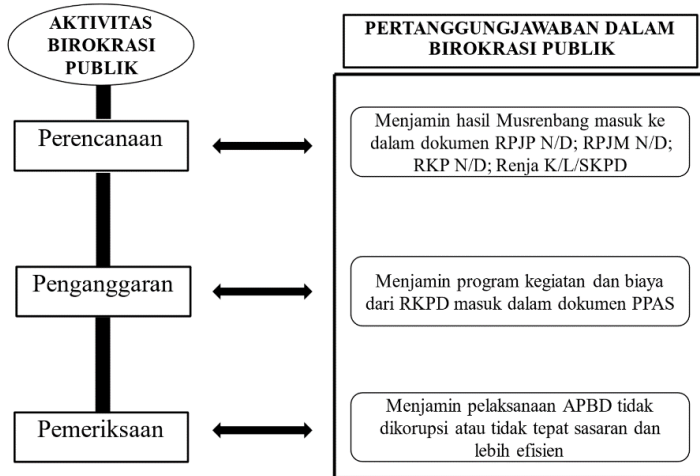 AKTIVITAS
BIROKRASI
PUBLIK
PERTANGGUNGJAWABAN DALAM
BIROKRASI PUBLIK
Perencanaan
Menjamin hasil Musrenbang masuk ke
dalam dokumen RPJP N/D; RPJM N/D;
RKP N/D; Renja K/L/SKPD
Penganggaran
Menjamin program kegiatan dan biaya
dari RKPD masuk dalam dokumen PPAS
Pemeriksaan
Menjamin pelaksanaan APBD tidak
dikorupsi atau tidak tepat sasaran dan
lebih efisien